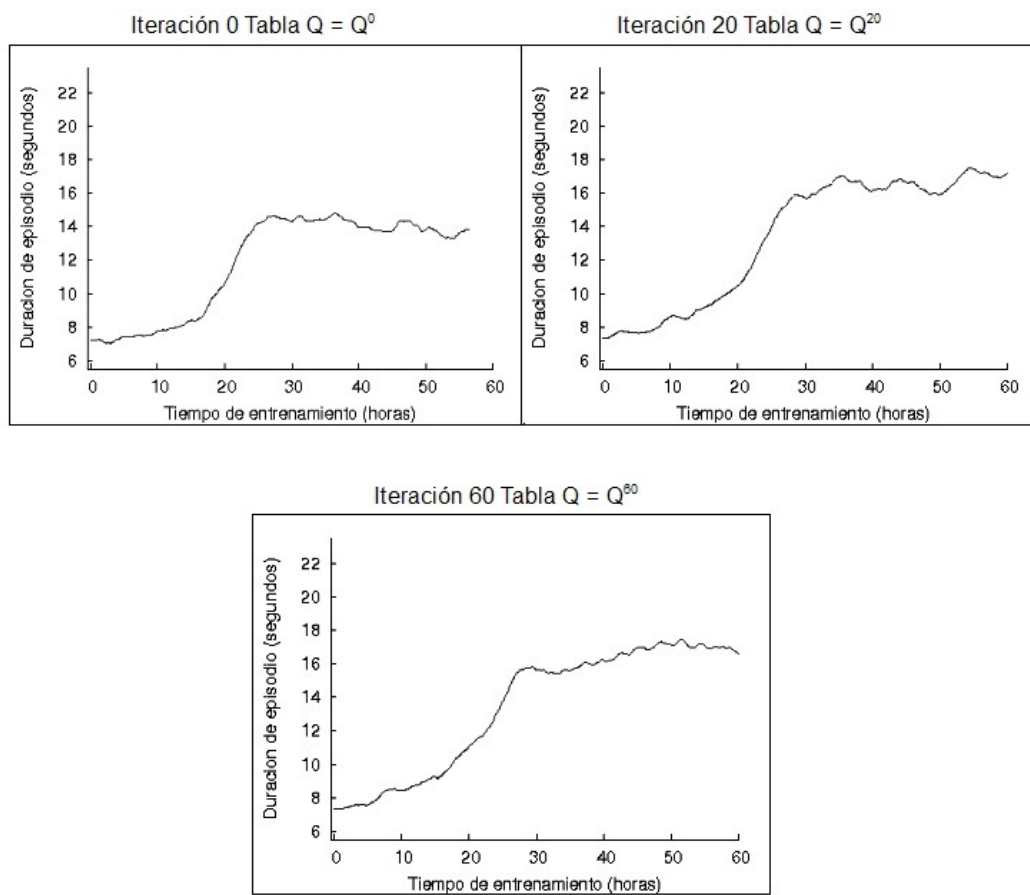 Iteración 0 Tabla Q = Q⁰
Duracion de episodio (segundos)
22
20
18
16
14
12
10
8
6
0 10 20 30 40 50 60
Tiempo de entrenamiento (horas)
Iteración 20 Tabla Q = Q²⁰
Duracion de episodio (segundos)
22
20
18
16
14
12
10
8
6
0 10 20 30 40 50 60
Tiempo de entrenamiento (horas)
Iteración 60 Tabla Q = Q⁶⁰
Duracion de episodio (segundos)
22
20
18
16
14
12
10
8
6
0 10 20 30 40 50 60
Tiempo de entrenamiento (horas)